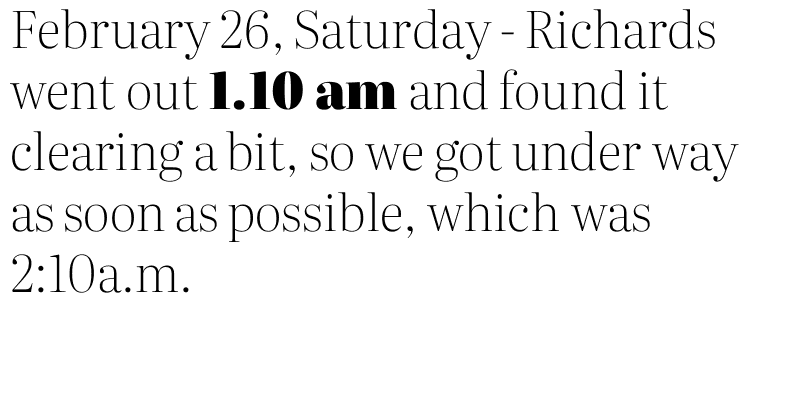 February 26, Saturday - Richards
went out 1.10 am and found it
clearing a bit, so we got under way
as soon as possible, which was
2:10a.m.